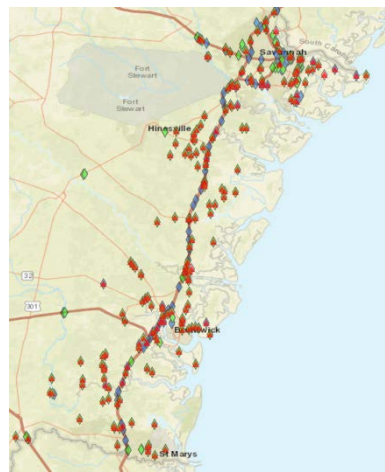 South Carolina
Savannah
Fort
Stewart
Fort
Stewart
Hinesville
32
301
Brunswick
St Marys